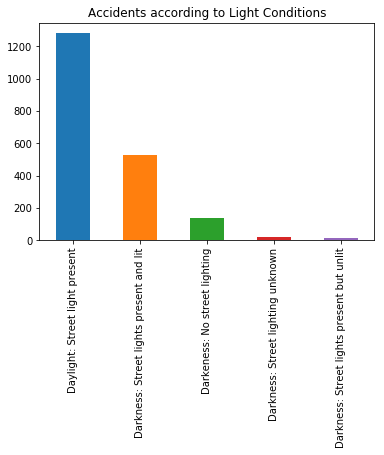 Accidents according to Light Conditions
1200
1000
800
600
400
200
0
Daylight: Street light present
Darkness: Street lights present and lit
Darkeness: No street lighting
Darkness: Street lighting unknown
Darkness: Street lights present but unlit